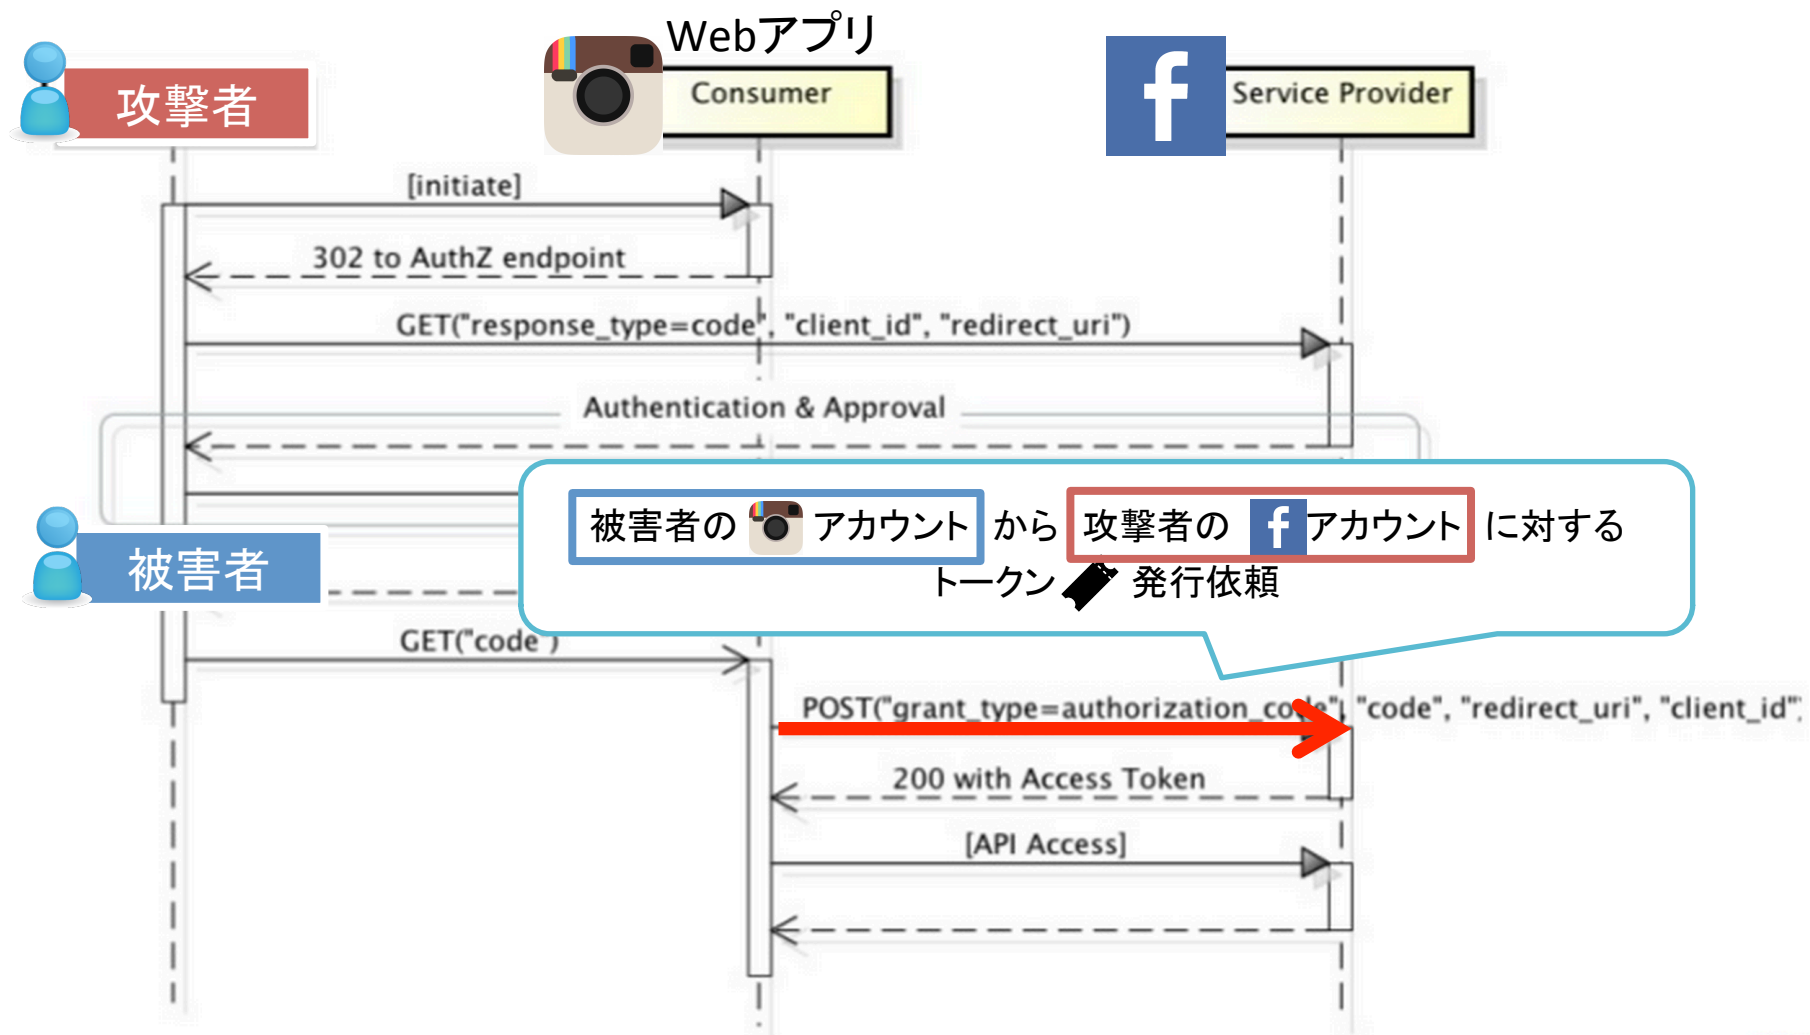 Webアプリ
攻撃者
Consumer
Service Provider
[initiate]
302 to AuthZ endpoint
GET("response_type=code", "client_id", "redirect_uri")
Authentication & Approval
被害者の アカウント から 攻撃者の アカウント に対する
トークン 発行依頼
被害者
GET("code")
POST("grant_type=authorization_code", "code", "redirect_uri", "client_id"
200 with Access Token
[API Access]